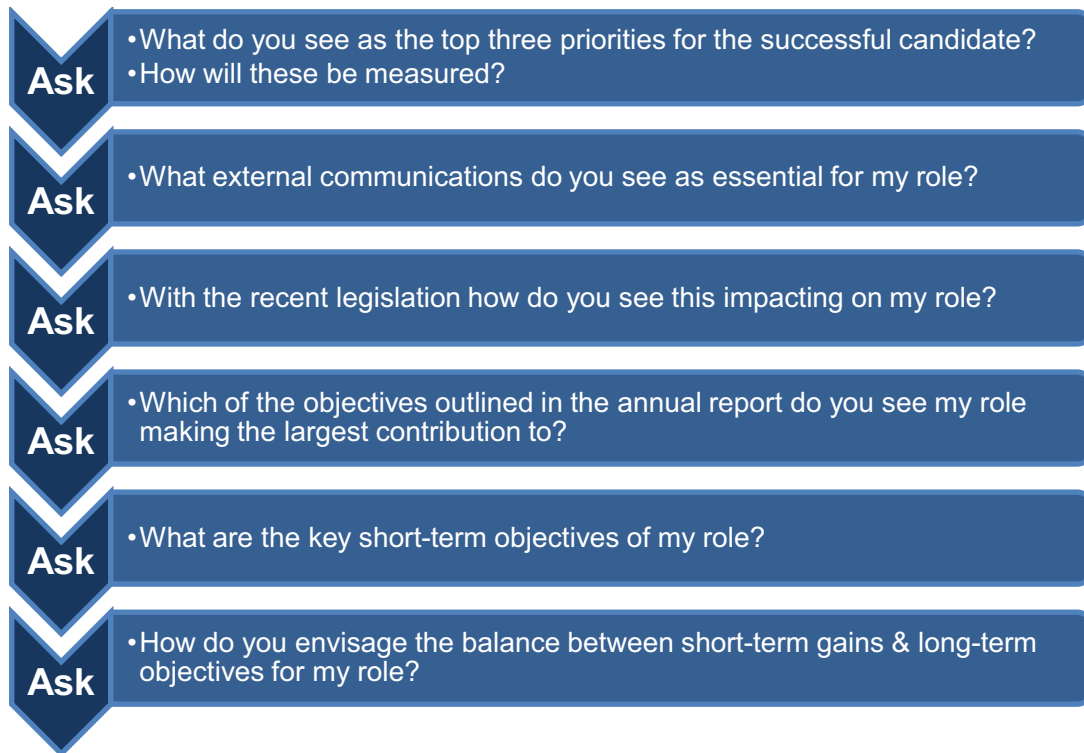 Ask
•What do you see as the top three priorities for the successful candidate?
•How will these be measured?
Ask
•What external communications do you see as essential for my role?
Ask
•With the recent legislation how do you see this impacting on my role?
Ask
•Which of the objectives outlined in the annual report do you see my role
making the largest contribution to?
Ask
•What are the key short-term objectives of my role?
Ask
•How do you envisage the balance between short-term gains & long-term
objectives for my role?